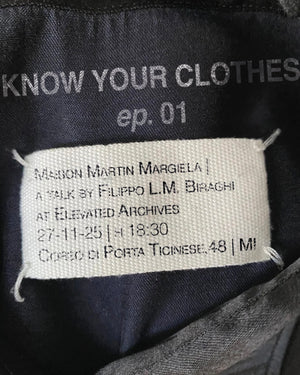 KNOW YOUR CLOTHES
ep. 01
MAISON MARTIN MARGIELA |
A TALK BY FILIPPO L.M. BIRAGHI
AT ELEVATED ARCHIVES
27-11-25 | H 18:30
CORSO DI PORTA TICINESE, 48 | MI